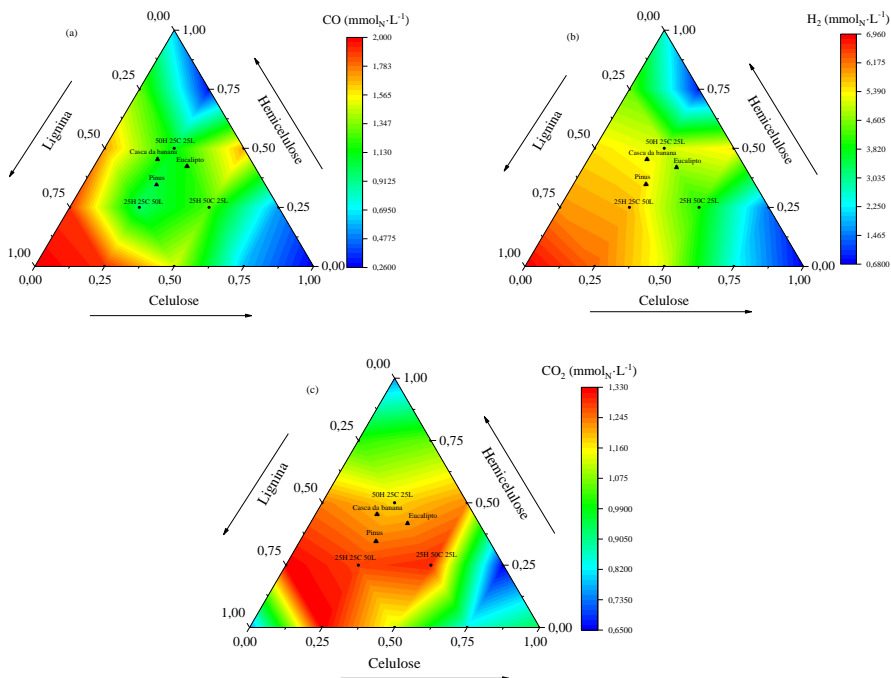 (a)
CO (mmol_N·L⁻¹)
0,00
1,00
0,25
0,75
Lignina
Hemicelulose
0,50
50H 25C 25L
0,50
Casca da banana
Eucalipto
Pinus
0,75
25H 25C 50L
25H 50C 25L
0,25
1,00
0,00
0,00
0,25
0,50
0,75
1,00
Celulose
2,000
1,783
1,565
1,347
1,130
0,9125
0,6950
0,4775
0,2600
(b)
H₂ (mmol_N·L⁻¹)
0,00
1,00
0,25
0,75
Lignina
Hemicelulose
0,50
50H 25C 25L
0,50
Casca da banana
Eucalipto
Pinus
0,75
25H 25C 50L
25H 50C 25L
0,25
1,00
0,00
0,00
0,25
0,50
0,75
1,00
Celulose
6,960
6,175
5,390
4,605
3,820
3,035
2,250
1,465
0,6800
(c)
CO₂ (mmol_N·L⁻¹)
0,00
1,00
0,25
0,75
Lignina
Hemicelulose
0,50
50H 25C 25L
0,50
Casca da banana
Eucalipto
Pinus
0,75
25H 25C 50L
25H 50C 25L
0,25
1,00
0,00
0,00
0,25
0,50
0,75
1,00
Celulose
1,330
1,245
1,160
1,075
0,9900
0,9050
0,8200
0,7350
0,6500